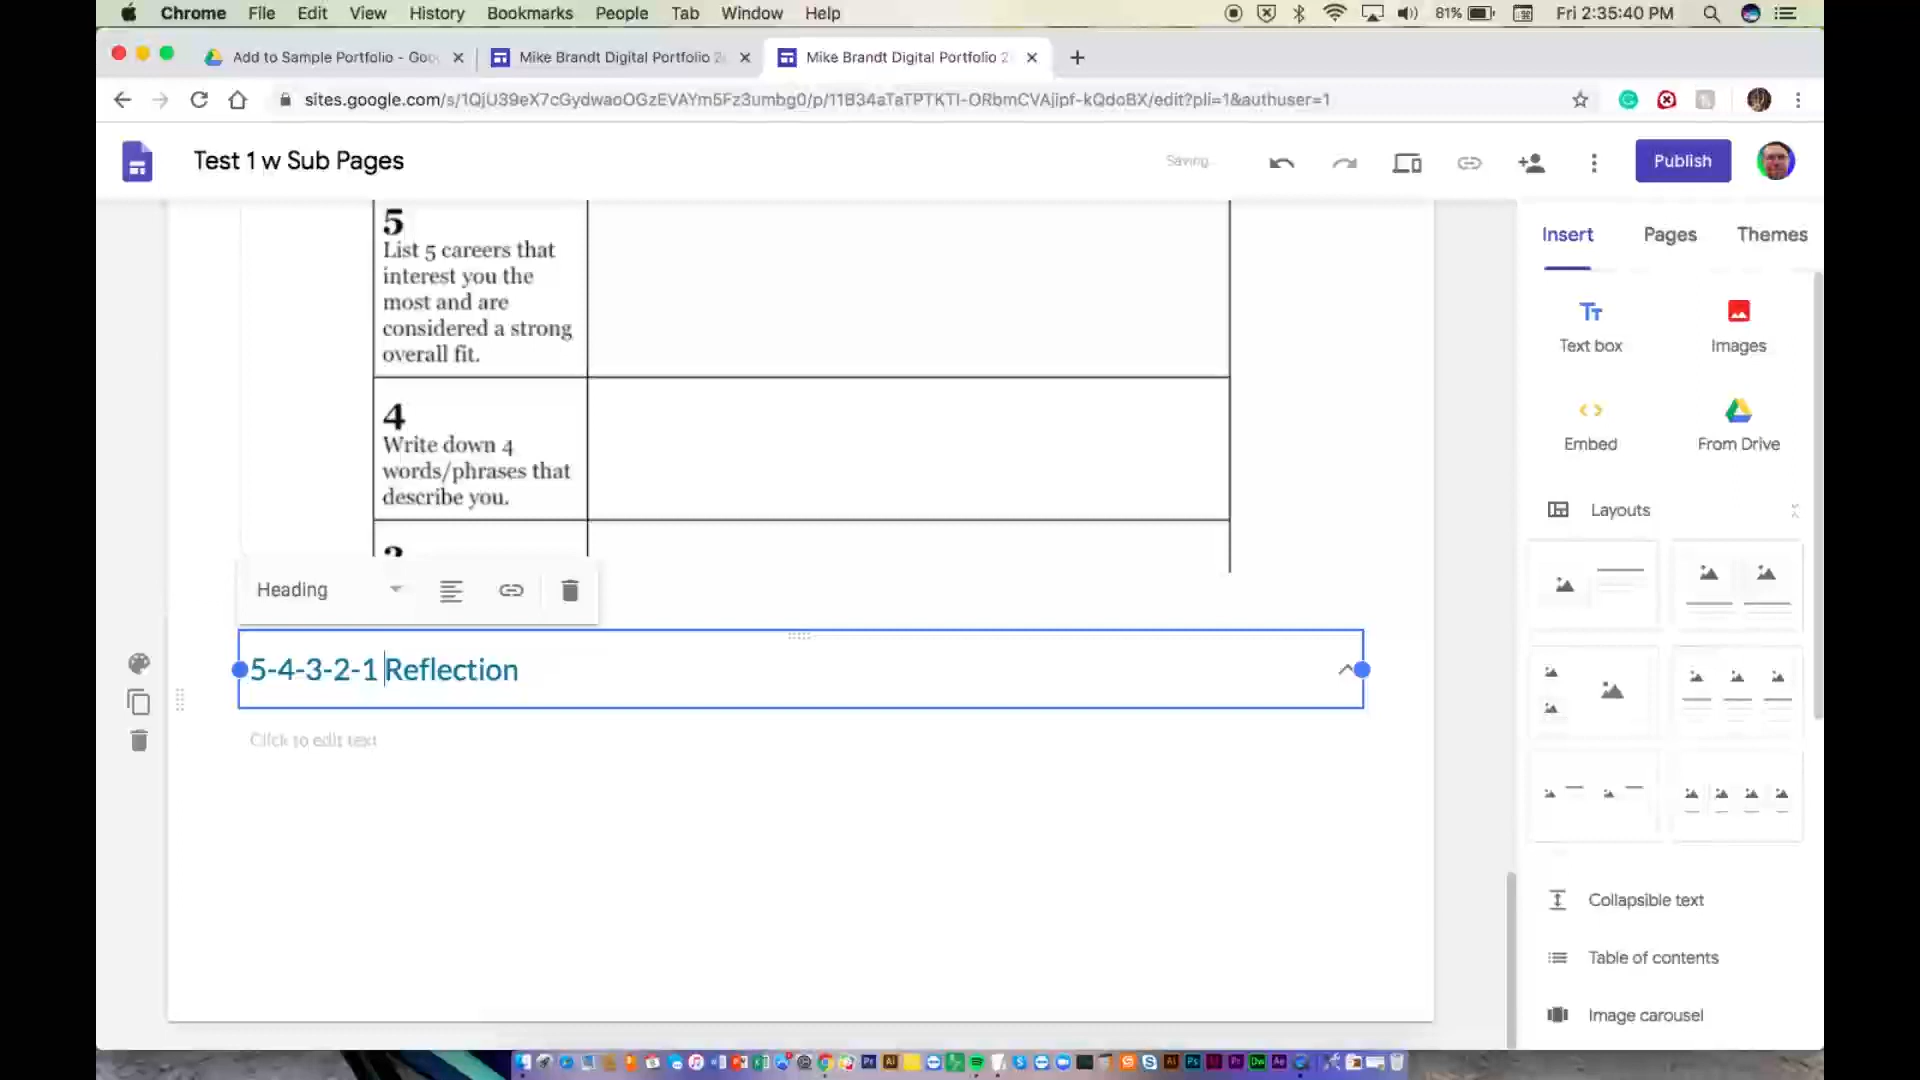 Chrome File Edit View History Bookmarks People Tab Window Help 81% Fri 2:35:40 PM
Add to Sample Portfolio - Goo Mike Brandt Digital Portfolio 2 Mike Brandt Digital Portfolio 2
sites.google.com/s/1QjU39eX7cGydwaoOGzEVAYm5Fz3umbg0/p/11B34aTaTPTKTI-ORbmCVAjipf-kQdoBX/edit?pli=1&authuser=1
Test 1 w Sub Pages Saving... Publish
Insert Pages Themes
5
List 5 careers that
interest you the
most and are
considered a strong
overall fit.
4
Write down 4
words/phrases that
describe you.
3
Heading
5-4-3-2-1 Reflection
Click to edit text
Text box Images
Embed From Drive
Layouts
Collapsible text
Table of contents
Image carousel